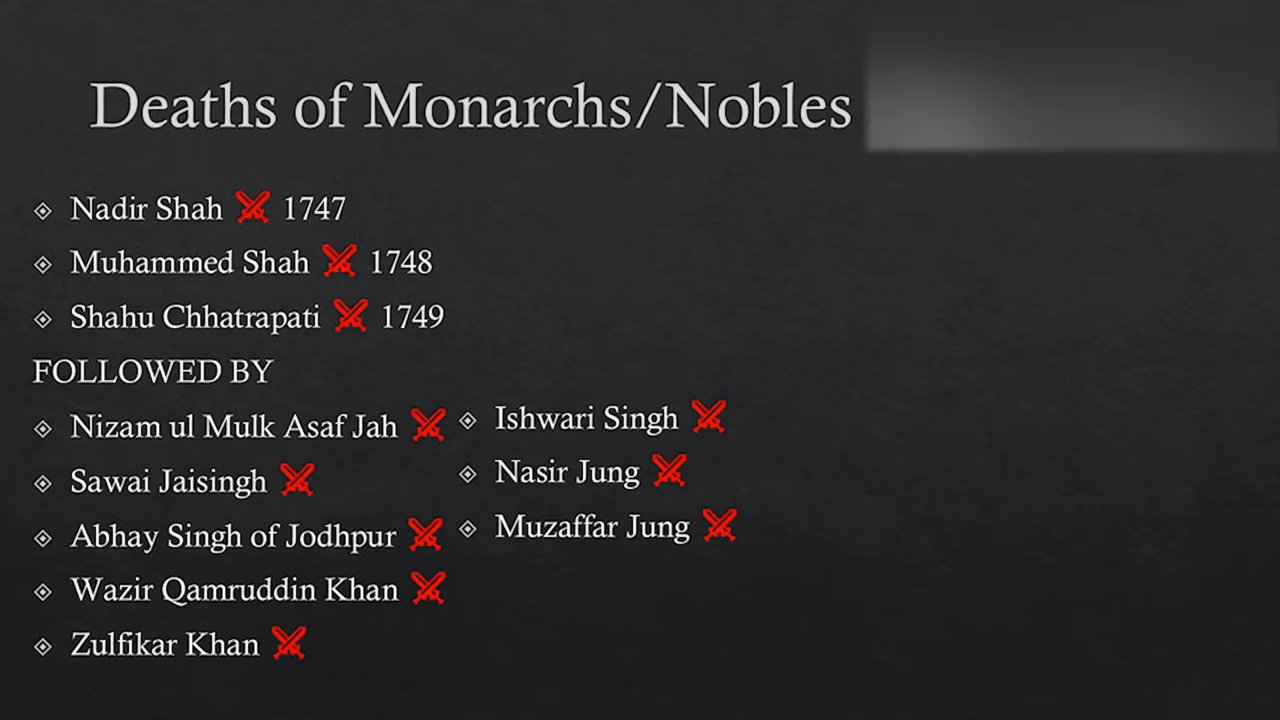 Deaths of Monarchs/Nobles
Nadir Shah ⚔ 1747
Muhammed Shah ⚔ 1748
Shahu Chhatrapati ⚔ 1749
FOLLOWED BY
Nizam ul Mulk Asaf Jah ⚔
Sawai Jaisingh ⚔
Abhay Singh of Jodhpur ⚔
Wazir Qamruddin Khan ⚔
Zulfikar Khan ⚔
Ishwari Singh ⚔
Nasir Jung ⚔
Muzaffar Jung ⚔